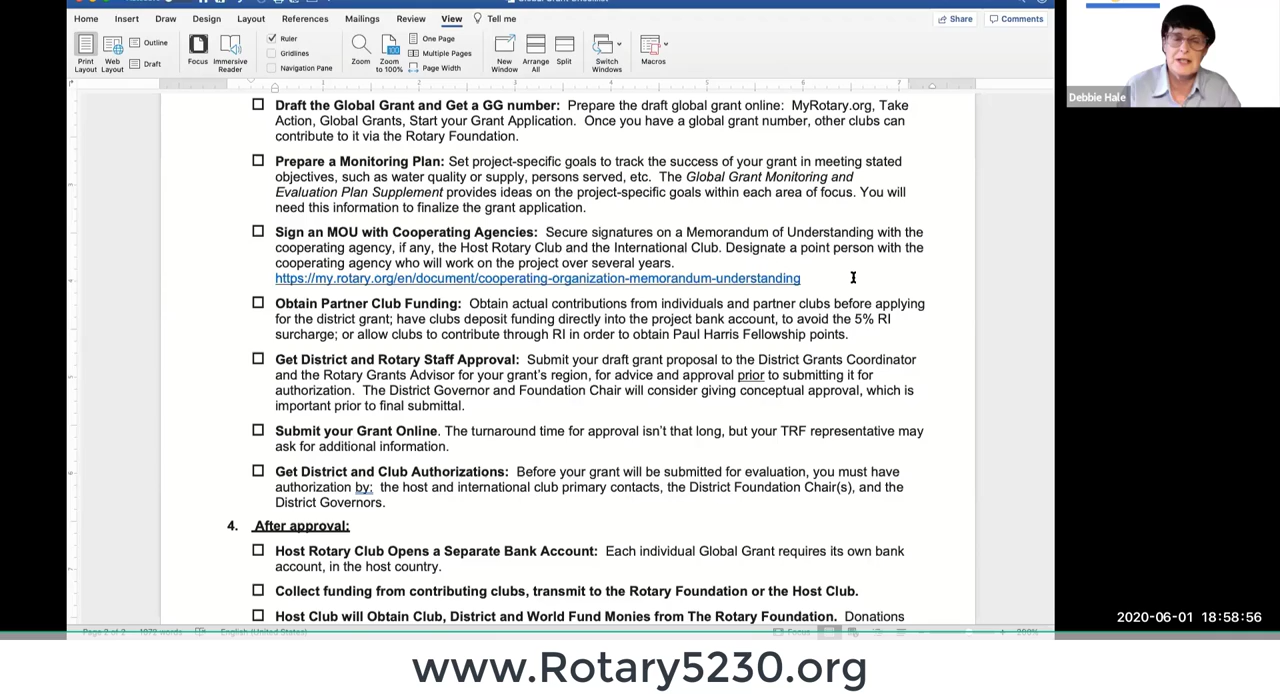 Home Insert Draw Design Layout References Mailings Review View Tell me Share Comments
Print Layout Web Layout Outline Draft Focus Immersive Reader Ruler Gridlines Navigation Pane Zoom Zoom to 100% One Page Multiple Pages Page Width New Window Arrange All Split Switch Windows Macros
Debbie Hale
Draft the Global Grant and Get a GG number: Prepare the draft global grant online: MyRotary.org, Take
Action, Global Grants, Start your Grant Application. Once you have a global grant number, other clubs can
contribute to it via the Rotary Foundation.
Prepare a Monitoring Plan: Set project-specific goals to track the success of your grant in meeting stated
objectives, such as water quality or supply, persons served, etc. The Global Grant Monitoring and
Evaluation Plan Supplement provides ideas on the project-specific goals within each area of focus. You will
need this information to finalize the grant application.
Sign an MOU with Cooperating Agencies: Secure signatures on a Memorandum of Understanding with the
cooperating agency, if any, the Host Rotary Club and the International Club. Designate a point person with the
cooperating agency who will work on the project over several years.
https://my.rotary.org/en/document/cooperating-organization-memorandum-understanding
Obtain Partner Club Funding: Obtain actual contributions from individuals and partner clubs before applying
for the district grant; have clubs deposit funding directly into the project bank account, to avoid the 5% RI
surcharge; or allow clubs to contribute through RI in order to obtain Paul Harris Fellowship points.
Get District and Rotary Staff Approval: Submit your draft grant proposal to the District Grants Coordinator
and the Rotary Grants Advisor for your grant's region, for advice and approval prior to submitting it for
authorization. The District Governor and Foundation Chair will consider giving conceptual approval, which is
important prior to final submittal.
Submit your Grant Online. The turnaround time for approval isn't that long, but your TRF representative may
ask for additional information.
Get District and Club Authorizations: Before your grant will be submitted for evaluation, you must have
authorization by: the host and international club primary contacts, the District Foundation Chair(s), and the
District Governors.
4. After approval:
Host Rotary Club Opens a Separate Bank Account: Each individual Global Grant requires its own bank
account, in the host country.
Collect funding from contributing clubs, transmit to the Rotary Foundation or the Host Club.
Host Club will Obtain Club, District and World Fund Monies from The Rotary Foundation. Donations
2020-06-01 18:58:56
www.Rotary5230.org